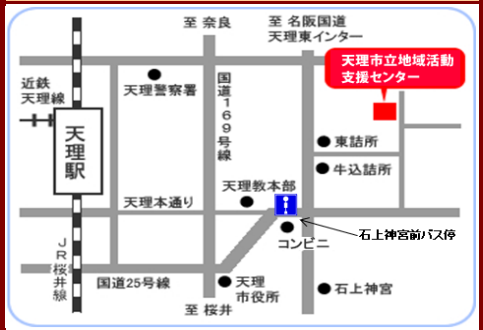 至 奈良
至 名阪国道
天理東インター
天理市立地域活動
支援センター
近鉄
天理線
天理警察署
国道169号線
天理駅
東詰所
牛込詰所
天理教本部
天理本通り
石上神宮前バス停
コンビニ
JR桜井線
国道25号線
天理
市役所
石上神宮
至 桜井